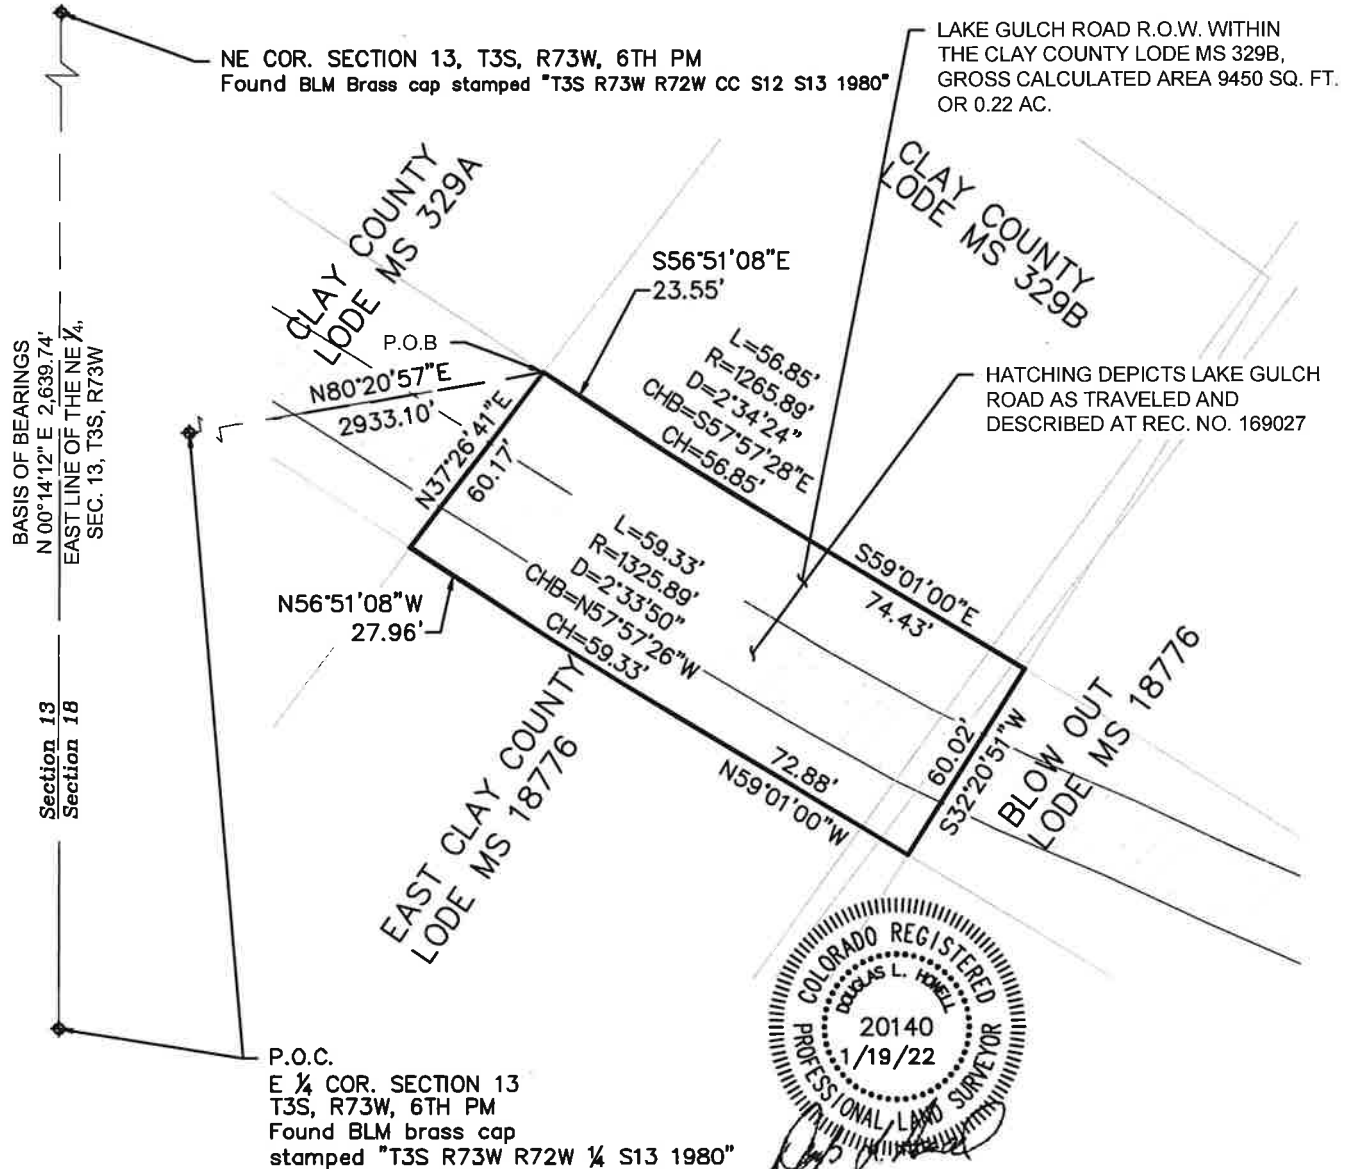 NE COR. SECTION 13, T3S, R73W, 6TH PM
Found BLM Brass cap stamped "T3S R73W R72W CC S12 S13 1980"
LAKE GULCH ROAD R.O.W. WITHIN
THE CLAY COUNTY LODE MS 329B,
GROSS CALCULATED AREA 9450 SQ. FT.
OR 0.22 AC.
CLAY COUNTY
LODE MS 329A
CLAY COUNTY
LODE MS 329B
S56°51'08"E
23.55'
P.O.B
N80°20'57"E
2933.10'
N37°26'41"E
60.17'
L=56.85'
R=1265.89'
D=2°34'24"
CHB=S57°57'28"E
CH=56.85'
HATCHING DEPICTS LAKE GULCH
ROAD AS TRAVELED AND
DESCRIBED AT REC. NO. 169027
BASIS OF BEARINGS
N 00°14'12" E 2,639.74'
EAST LINE OF THE NE ¼,
SEC. 13, T3S, R73W
L=59.33'
R=1325.89'
D=2°33'50"
CHB=N57°57'26"W
CH=59.33'
S59°01'00"E
74.43'
N56°51'08"W
27.96'
72.88'
N59°01'00"W
60.02'
S32°20'51"W
BLOW OUT
LODE MS 18776
EAST CLAY COUNTY
LODE MS 18776
Section 13
Section 18
COLORADO REGISTERED
DOUGLAS L. HOWELL
20140
1/19/22
PROFESSIONAL LAND SURVEYOR
P.O.C.
E ¼ COR. SECTION 13
T3S, R73W, 6TH PM
Found BLM brass cap
stamped "T3S R73W R72W ¼ S13 1980"